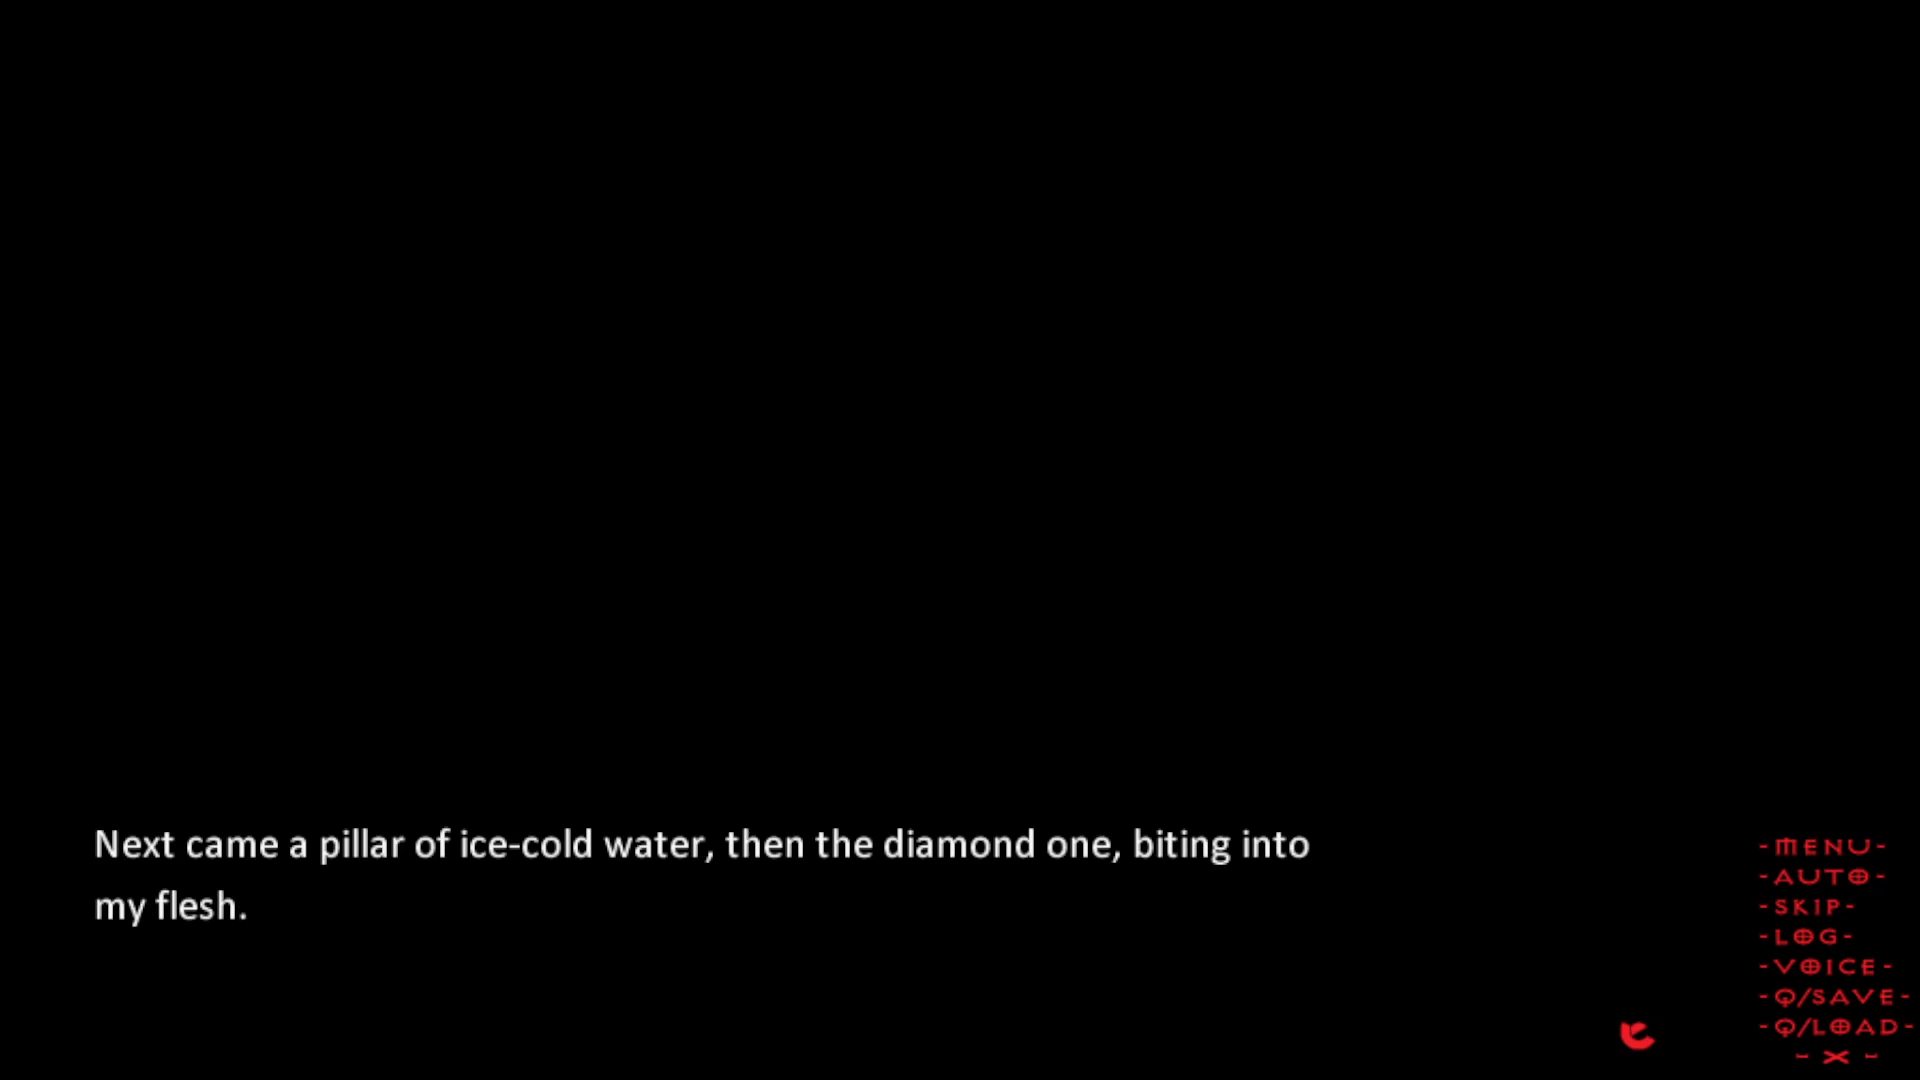 Next came a pillar of ice-cold water, then the diamond one, biting into
my flesh.
-MENU-
-AUTO-
-SKIP-
-LOG-
-VOICE-
-Q/SAVE-
-Q/LOAD-
- X -